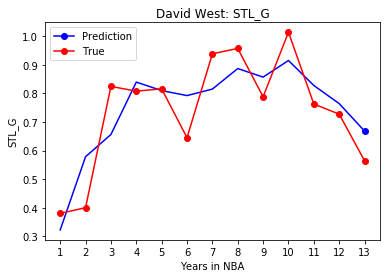 David West: STL_G
Prediction
True
STL_G
1.0
0.9
0.8
0.7
0.6
0.5
0.4
0.3
1 2 3 4 5 6 7 8 9 10 11 12 13
Years in NBA